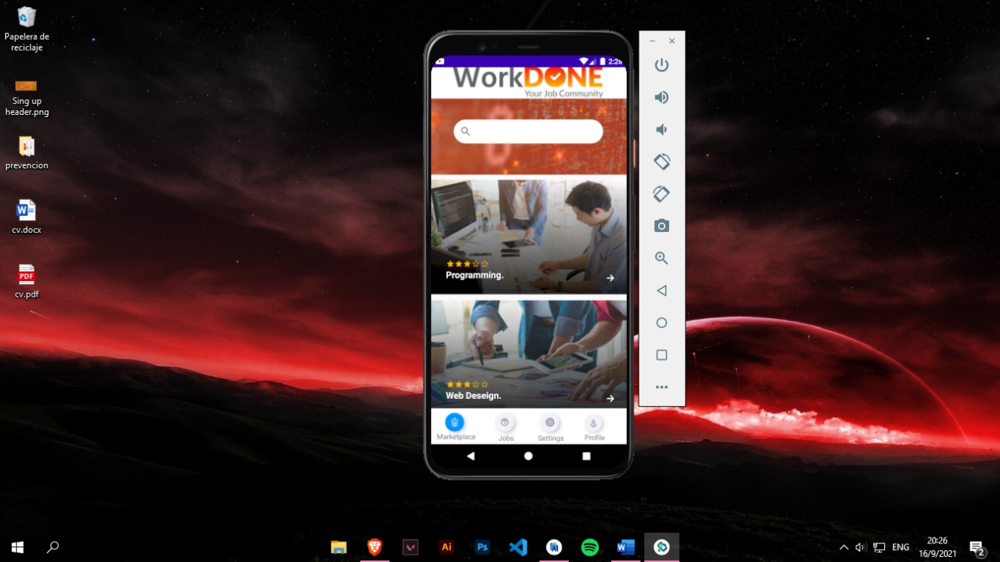 Papelera de
reciclaje
Sing up
header.png
prevencion
cv.docx
PDF
cv.pdf
2:26
WorkDONE
Your Job Community
Programming.
Web Deseign.
Marketplace
Jobs
Settings
Profile
Ai
Ps
W
ENG
20:26
16/9/2021
2